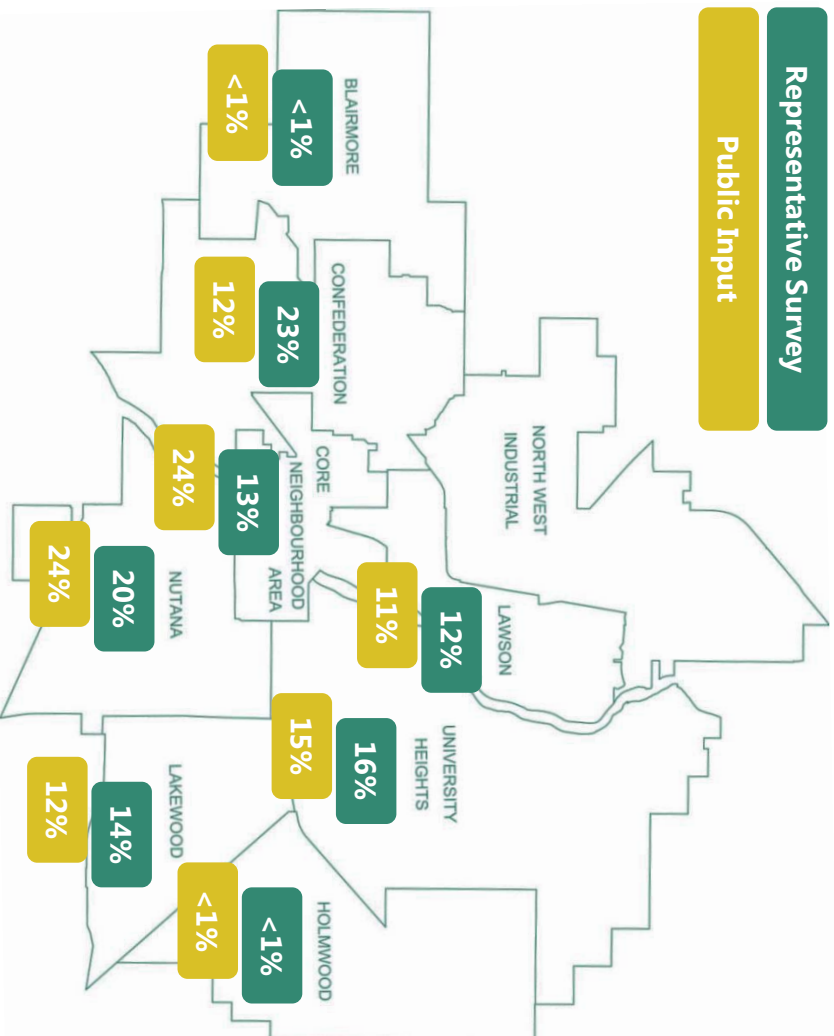 Representative Survey
Public Input
NORTH WEST
INDUSTRIAL
LAWSON
12%
11%
UNIVERSITY
HEIGHTS
16%
15%
BLAIRMORE
<1%
<1%
CONFEDERATION
23%
12%
CORE
NEIGHBOURHOOD
AREA
13%
24%
HOLMWOOD
<1%
<1%
NUTANA
20%
24%
LAKEWOOD
14%
12%